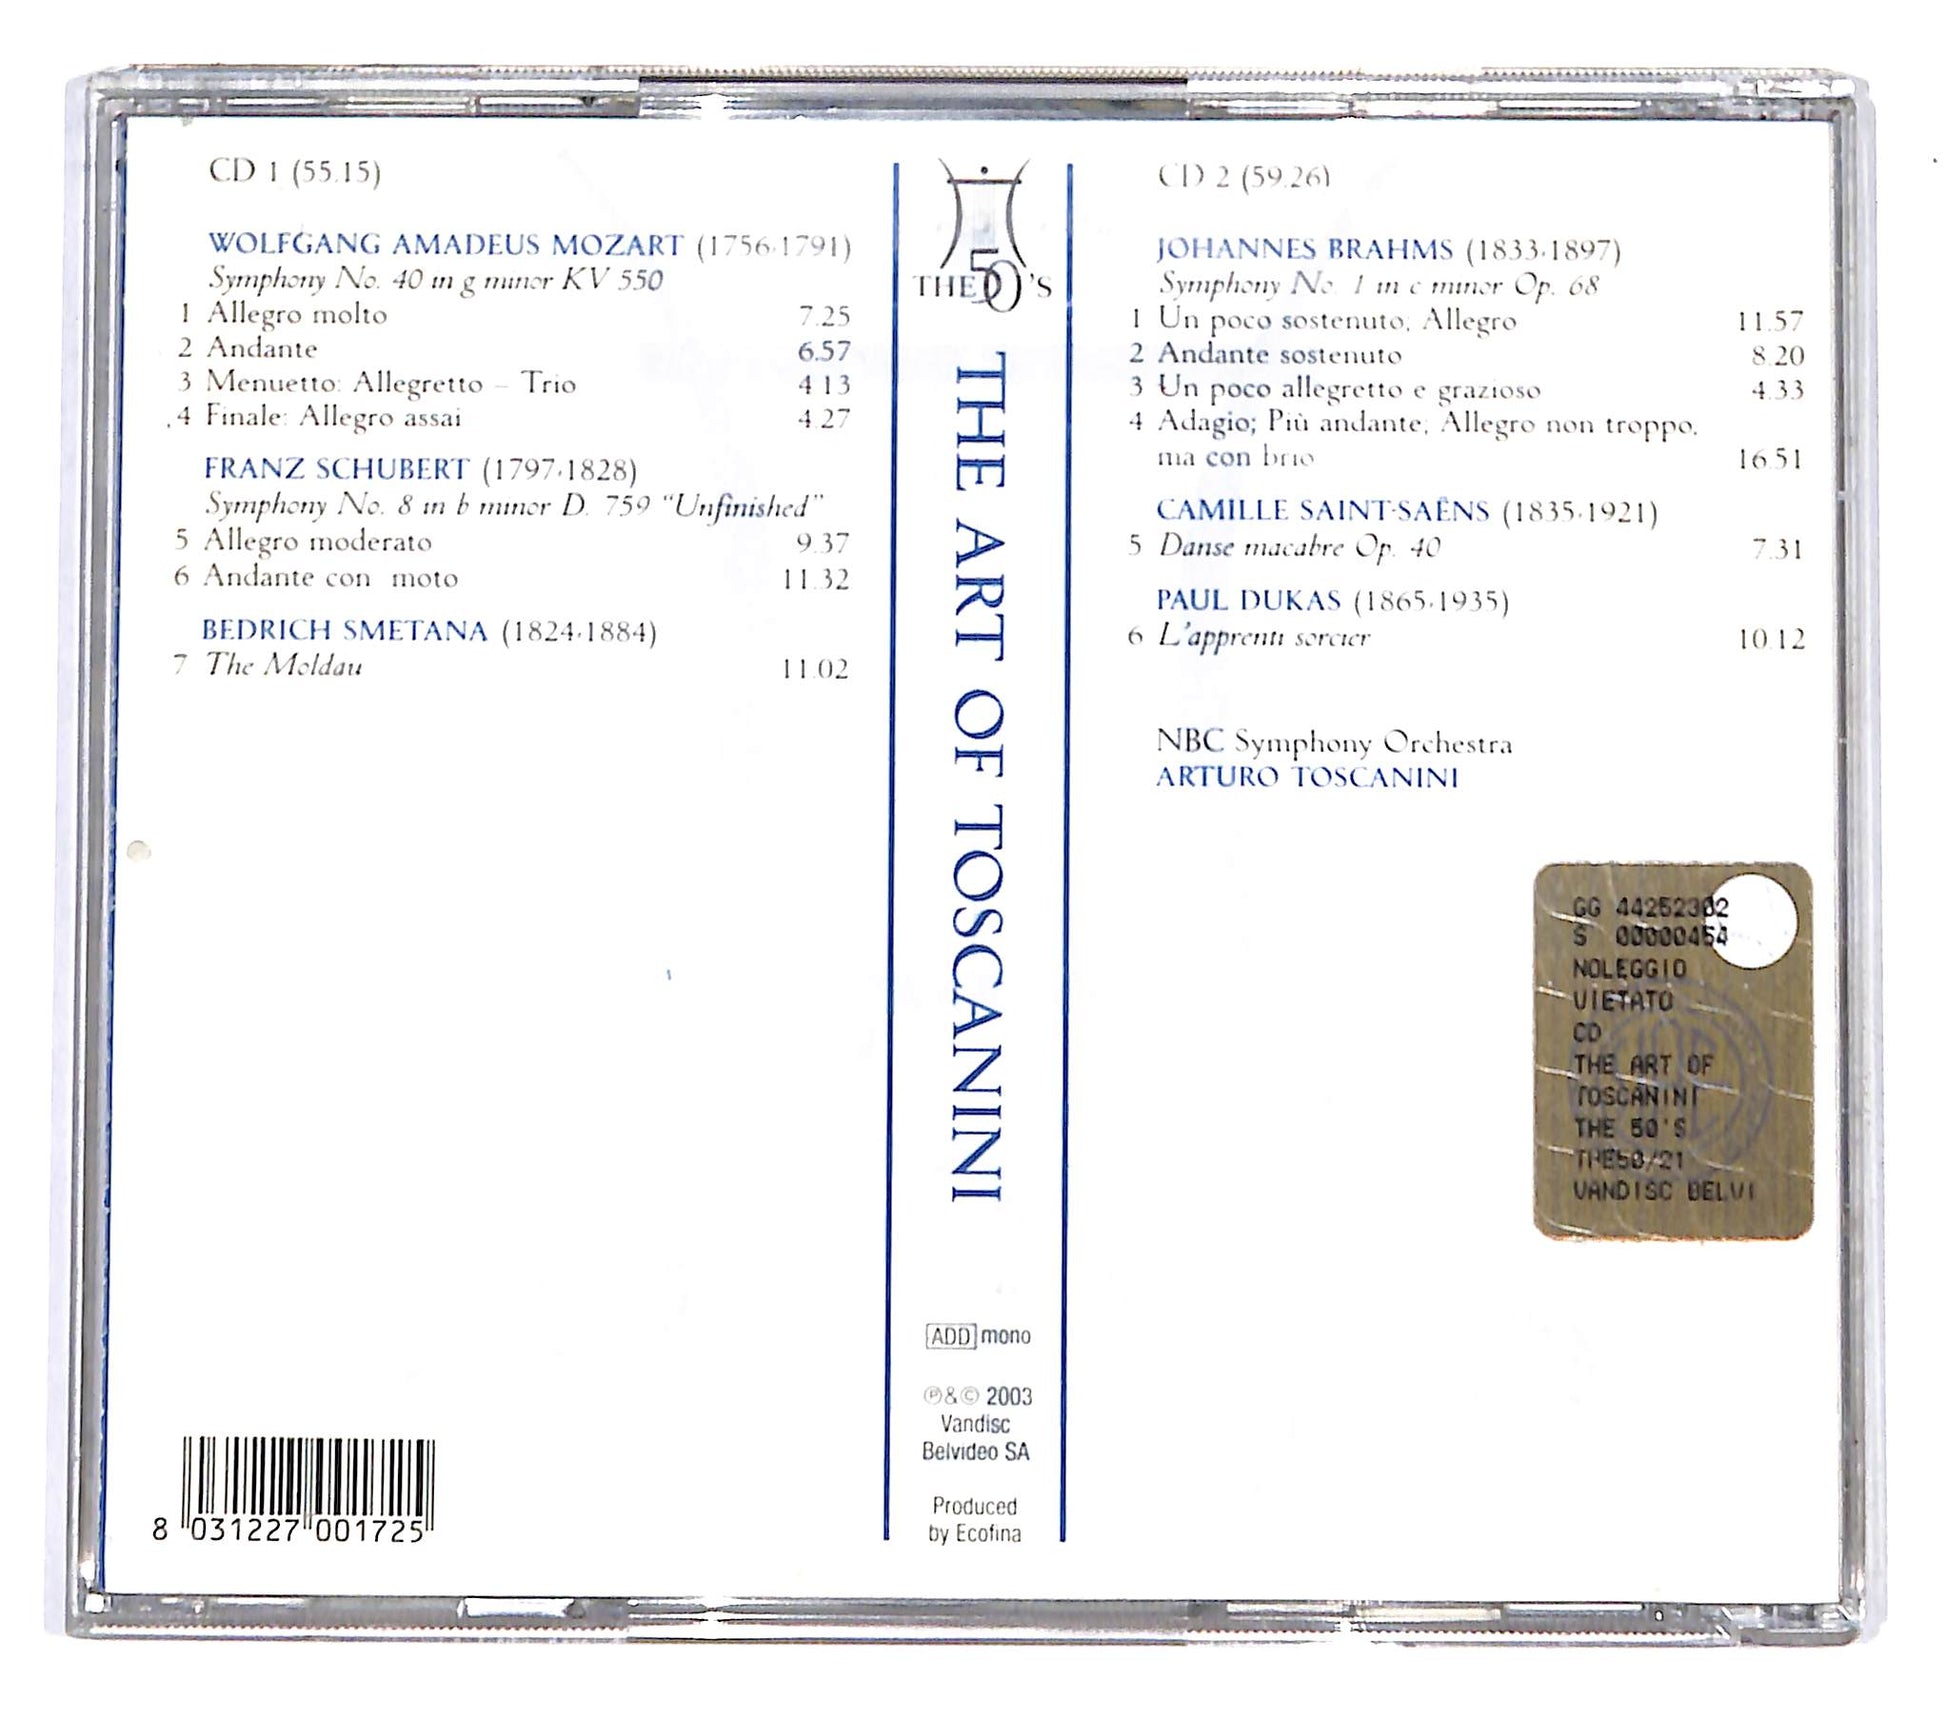 CD 1 (55.15)
WOLFGANG AMADEUS MOZART (1756-1791)
Symphony No. 40 in g minor KV 550
1 Allegro molto 7.25
2 Andante 6.57
3 Menuetto: Allegretto – Trio 4.13
4 Finale: Allegro assai 4.27
FRANZ SCHUBERT (1797-1828)
Symphony No. 8 in b minor D. 759 "Unfinished"
5 Allegro moderato 9.37
6 Andante con moto 11.32
BEDRICH SMETANA (1824-1884)
7 The Moldau 11.02
8 031227 001725
THE 50'S
THE ART OF TOSCANINI
ADD mono
℗&© 2003
Vandisc
Belvideo SA
Produced
by Ecofina
CD 2 (59.26)
JOHANNES BRAHMS (1833-1897)
Symphony No. 1 in c minor Op. 68
1 Un poco sostenuto; Allegro 11.57
2 Andante sostenuto 8.20
3 Un poco allegretto e grazioso 4.33
4 Adagio; Più andante; Allegro non troppo,
ma con brio 16.51
CAMILLE SAINT-SAËNS (1835-1921)
5 Danse macabre Op. 40 7.31
PAUL DUKAS (1865-1935)
6 L'apprenti sorcier 10.12
NBC Symphony Orchestra
ARTURO TOSCANINI
GG 44252302
S 00000454
NOLEGGIO
VIETATO
CD
THE ART OF
TOSCANINI
THE 50'S
THE50/21
VANDISC BELVI